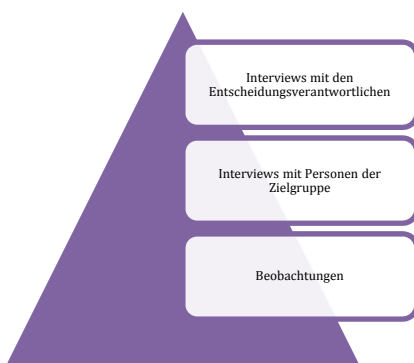 Interviews mit den
Entscheidungsverantwortlichen
Interviews mit Personen der
Zielgruppe
Beobachtungen